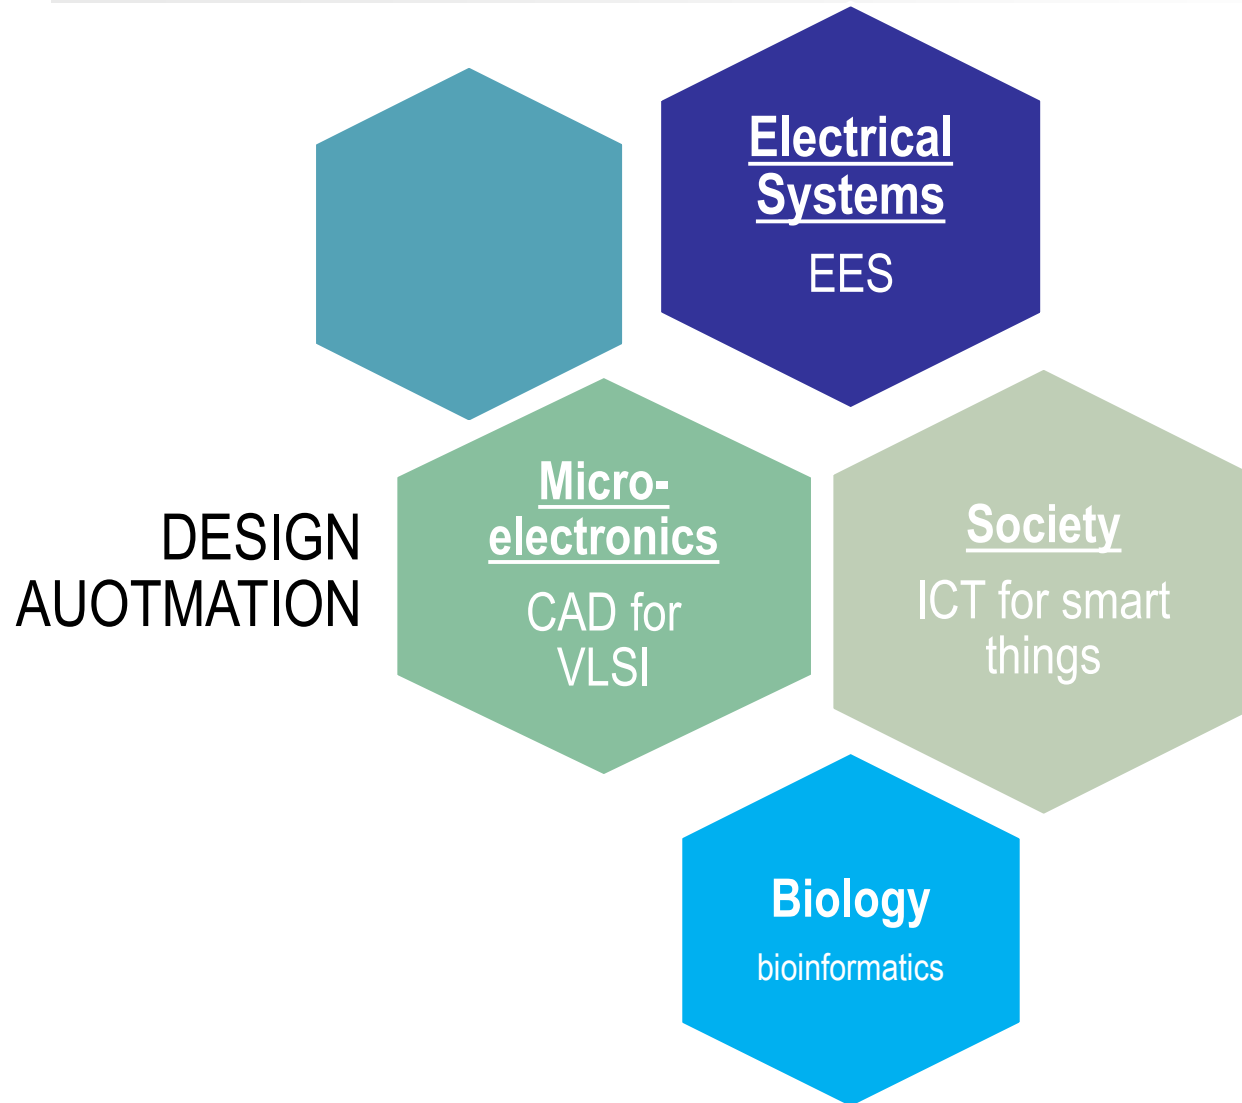 Electrical
Systems
EES
DESIGN
AUOTMATION
Micro-
electronics
CAD for
VLSI
Society
ICT for smart
things
Biology
bioinformatics